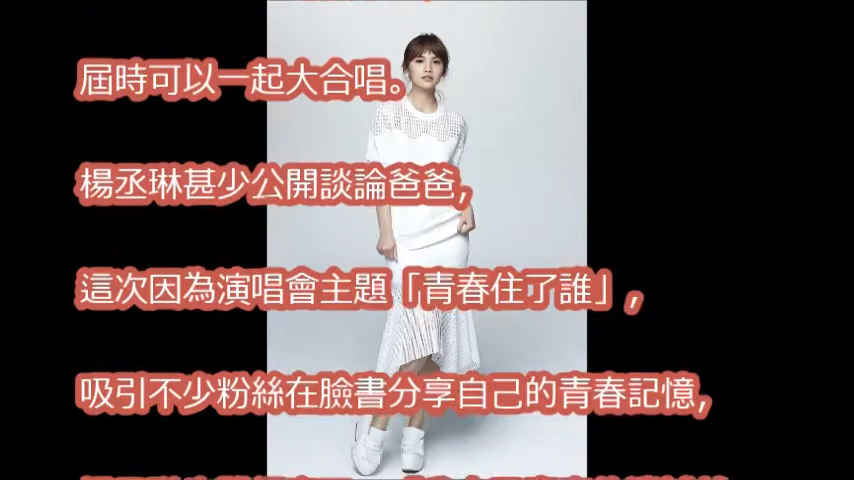 屆時可以一起大合唱。
楊丞琳甚少公開談論爸爸，
這次因為演唱會主題「青春住了誰」，
吸引不少粉絲在臉書分享自己的青春記憶，